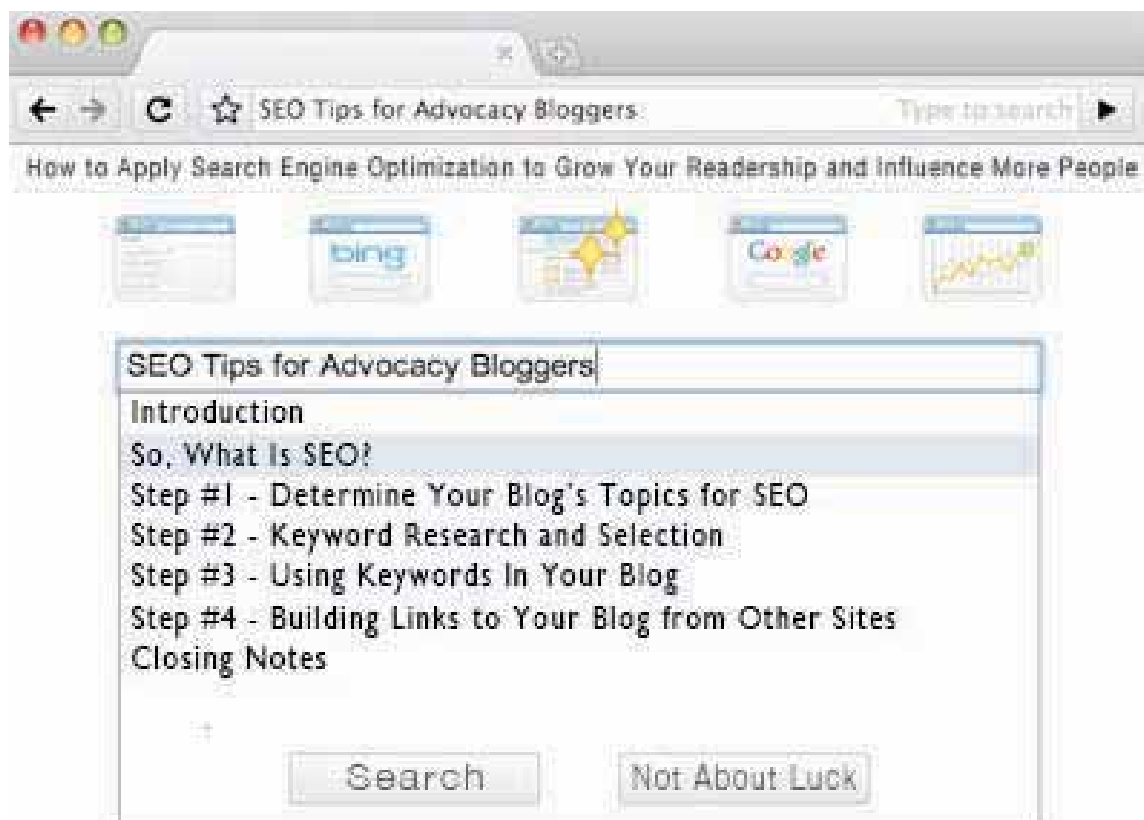 SEO Tips for Advocacy Bloggers
Type to search
How to Apply Search Engine Optimization to Grow Your Readership and Influence More People
bing
Google
SEO Tips for Advocacy Bloggers
Introduction
So, What Is SEO?
Step #1 - Determine Your Blog's Topics for SEO
Step #2 - Keyword Research and Selection
Step #3 - Using Keywords In Your Blog
Step #4 - Building Links to Your Blog from Other Sites
Closing Notes
Search
Not About Luck